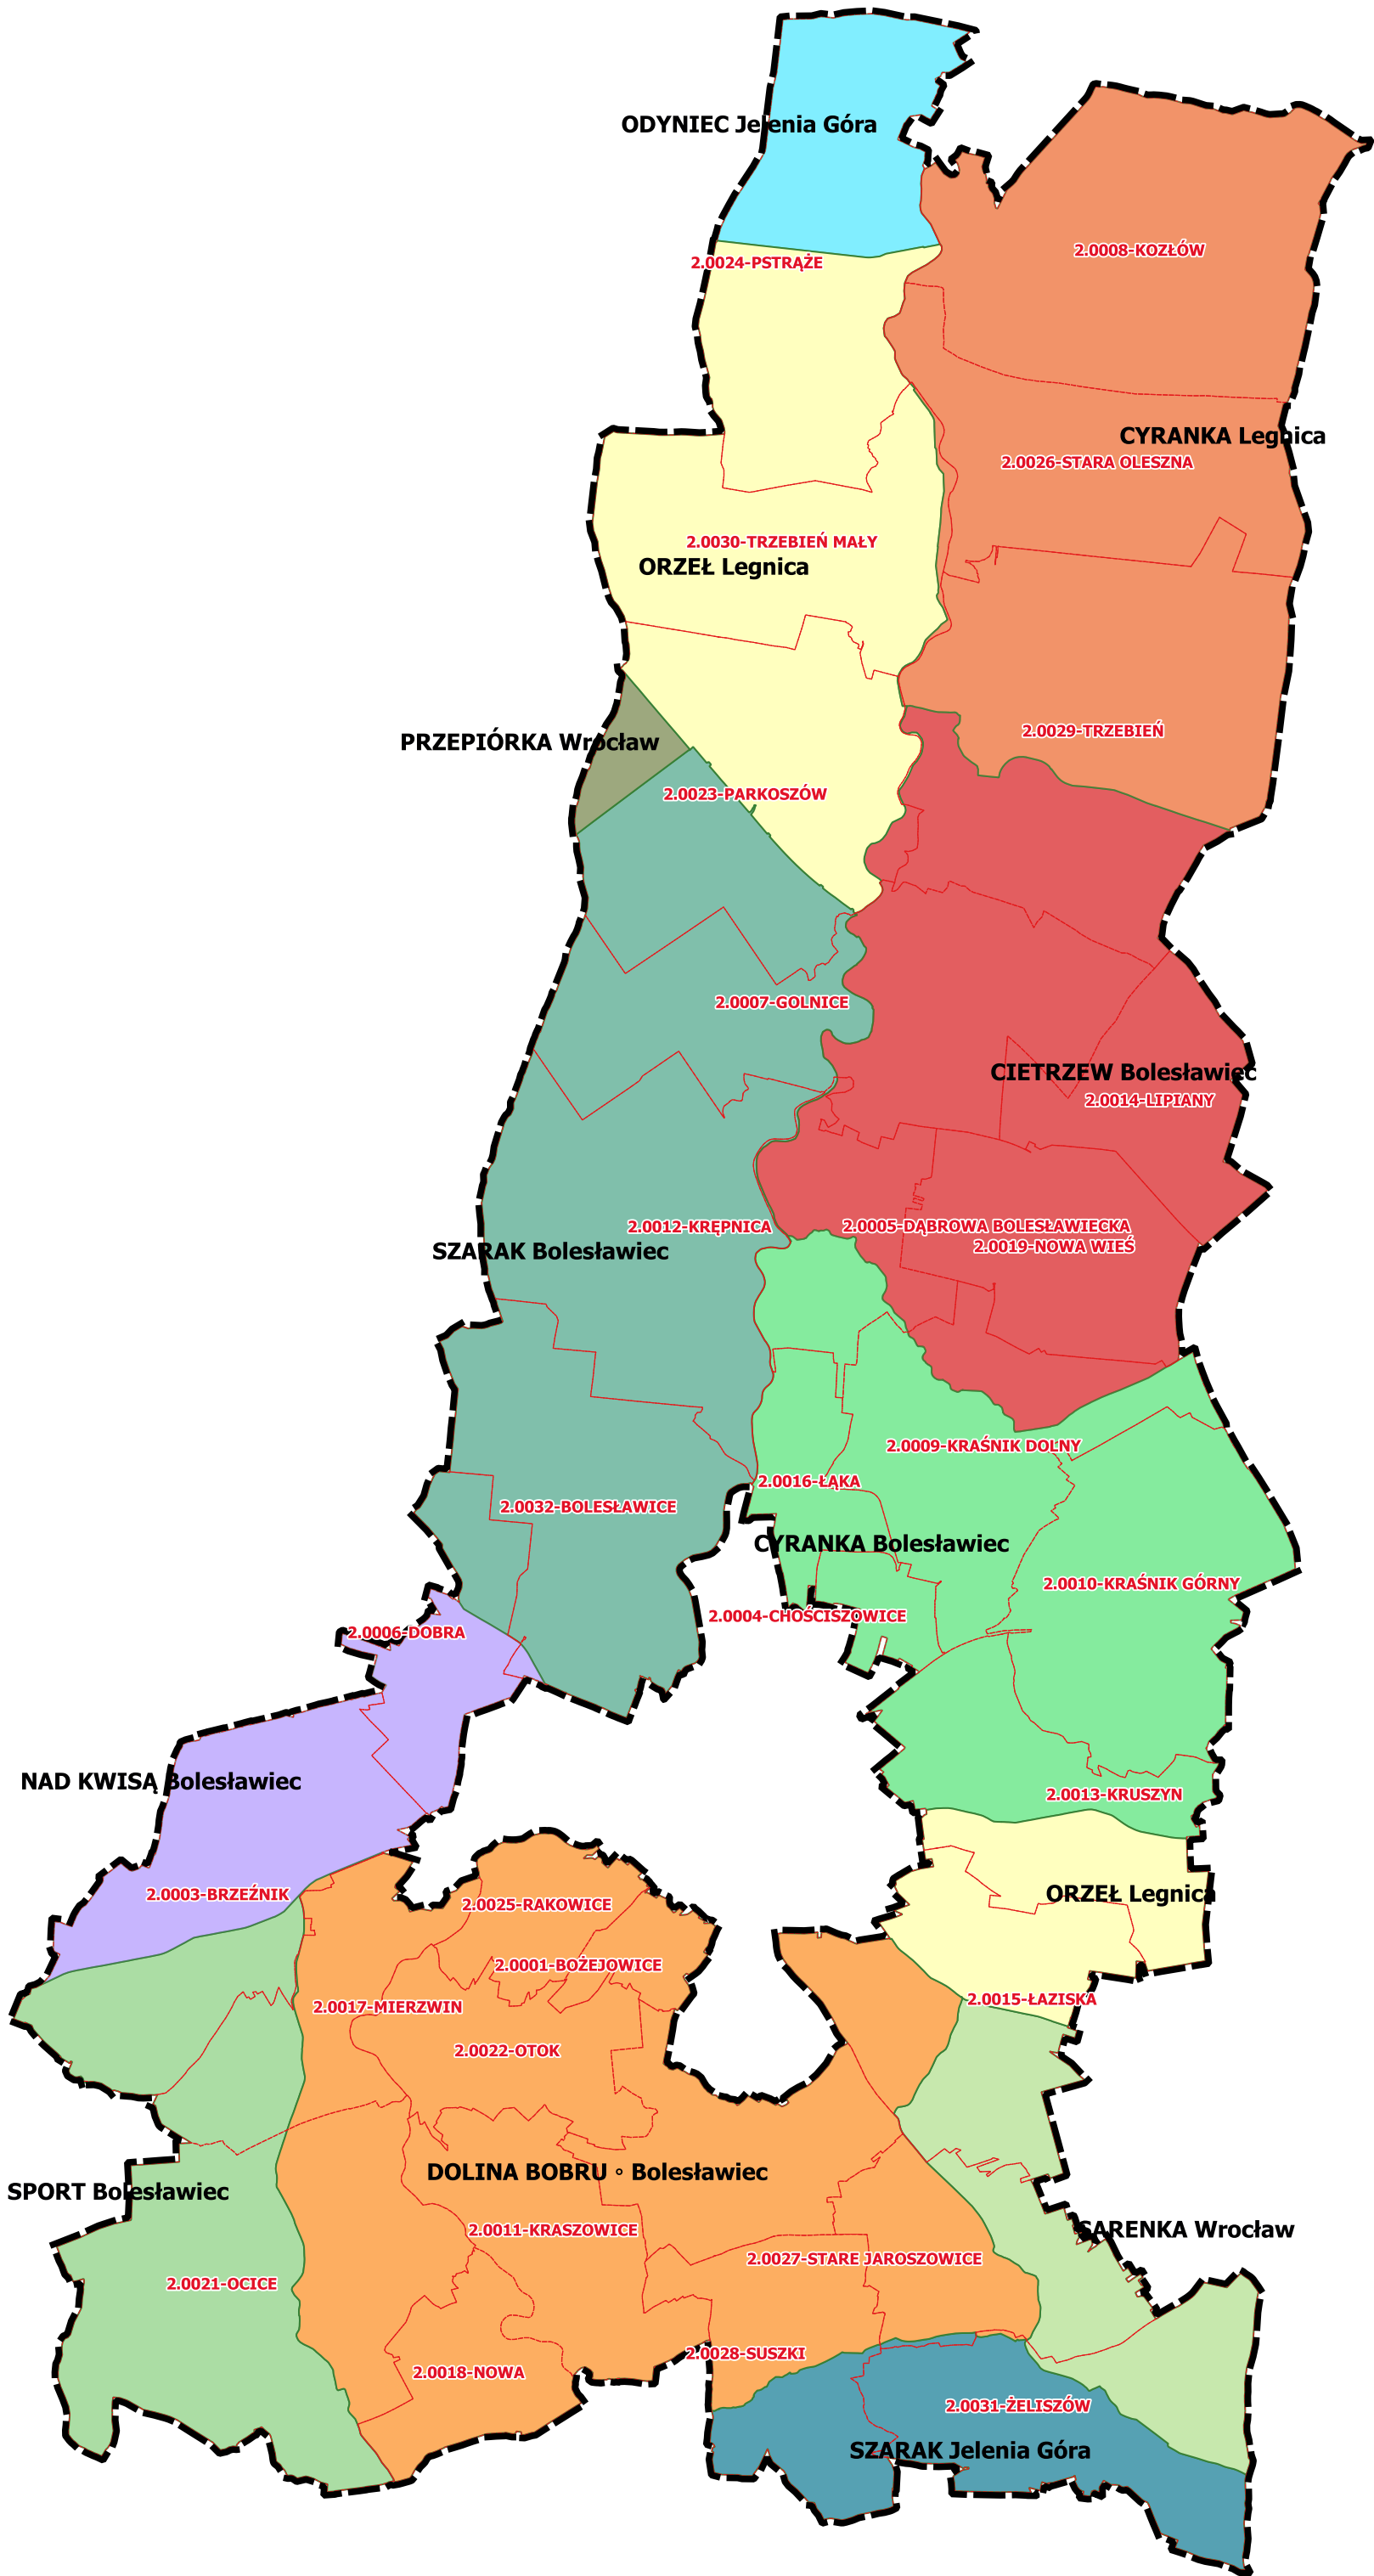 ODYNIEC Jelenia Góra
2.0008-KOZŁÓW
2.0024-PSTRĄŻE
CYRANKA Legnica
2.0026-STARA OLESZNA
2.0030-TRZEBIEŃ MAŁY
ORZEŁ Legnica
2.0029-TRZEBIEŃ
PRZEPIÓRKA Wrocław
2.0023-PARKOSZÓW
2.0007-GOLNICE
CIETRZEW Bolesławiec
2.0014-LIPIANY
2.0012-KRĘPNICA
2.0005-DĄBROWA BOLESŁAWIECKA
2.0019-NOWA WIEŚ
SZARAK Bolesławiec
2.0009-KRAŚNIK DOLNY
2.0016-ŁĄKA
2.0032-BOLESŁAWICE
CYRANKA Bolesławiec
2.0010-KRAŚNIK GÓRNY
2.0004-CHOŚCISZOWICE
2.0006-DOBRA
NAD KWISĄ Bolesławiec
2.0013-KRUSZYN
2.0003-BRZEŹNIK
ORZEŁ Legnica
2.0025-RAKOWICE
2.0001-BOŻEJOWICE
2.0015-ŁAZISKA
2.0017-MIERZWIN
2.0022-OTOK
DOLINA BOBRU ∘ Bolesławiec
SPORT Bolesławiec
2.0011-KRASZOWICE
SARENKA Wrocław
2.0027-STARE JAROSZOWICE
2.0021-OCICE
2.0028-SUSZKI
2.0018-NOWA
2.0031-ŻELISZÓW
SZARAK Jelenia Góra